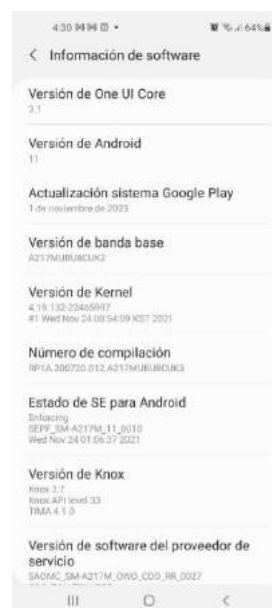 4:30
64%
Información de software
Versión de One UI Core
3.1
Versión de Android
11
Actualización sistema Google Play
1 de noviembre de 2023
Versión de banda base
A217MUBU8CUK2
Versión de Kernel
4.19.132-22465997
#1 Wed Nov 24 00:54:09 KST 2021
Número de compilación
RP1A.200720.012.A217MUBU8CUK3
Estado de SE para Android
Enforcing
SEPF_SM-A217M_11_0010
Wed Nov 24 01:06:37 2021
Versión de Knox
Knox 3.7
Knox API level 33
TIMA 4.1.0
Versión de software del proveedor de
servicio
SAOMC_SM-A217M_OWO_COO_RR_0027